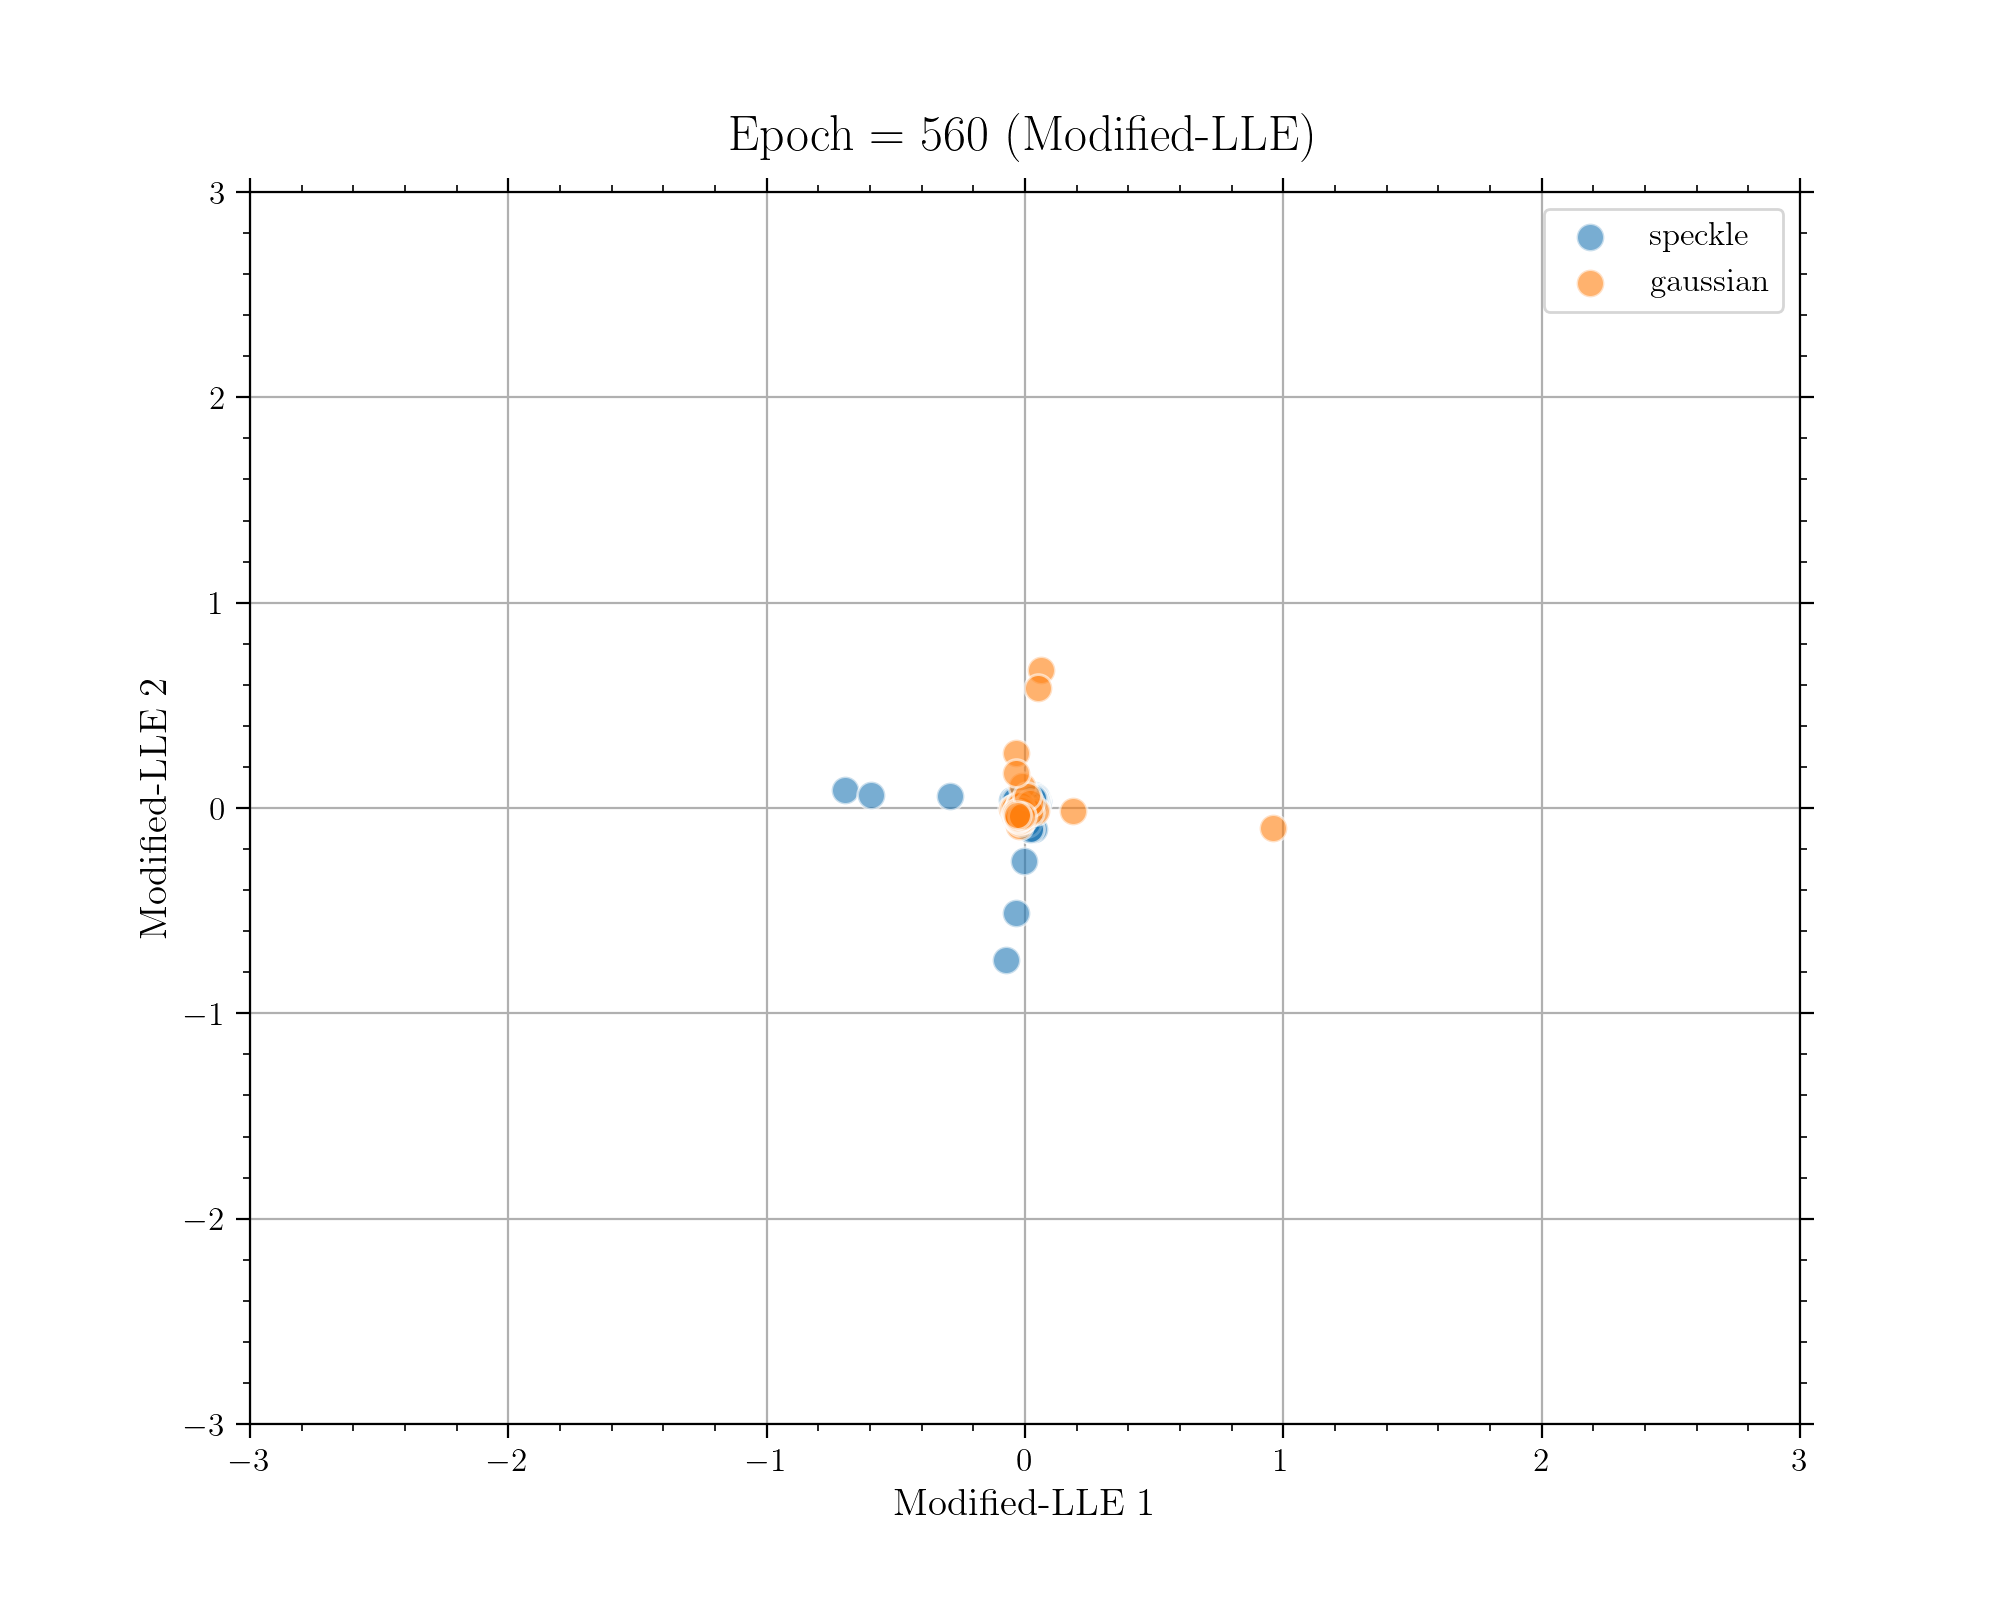 Epoch = 560 (Modified-LLE)
speckle
gaussian
3
2
1
0
−1
−2
−3
Modified-LLE 2
−3 −2 −1 0 1 2 3
Modified-LLE 1